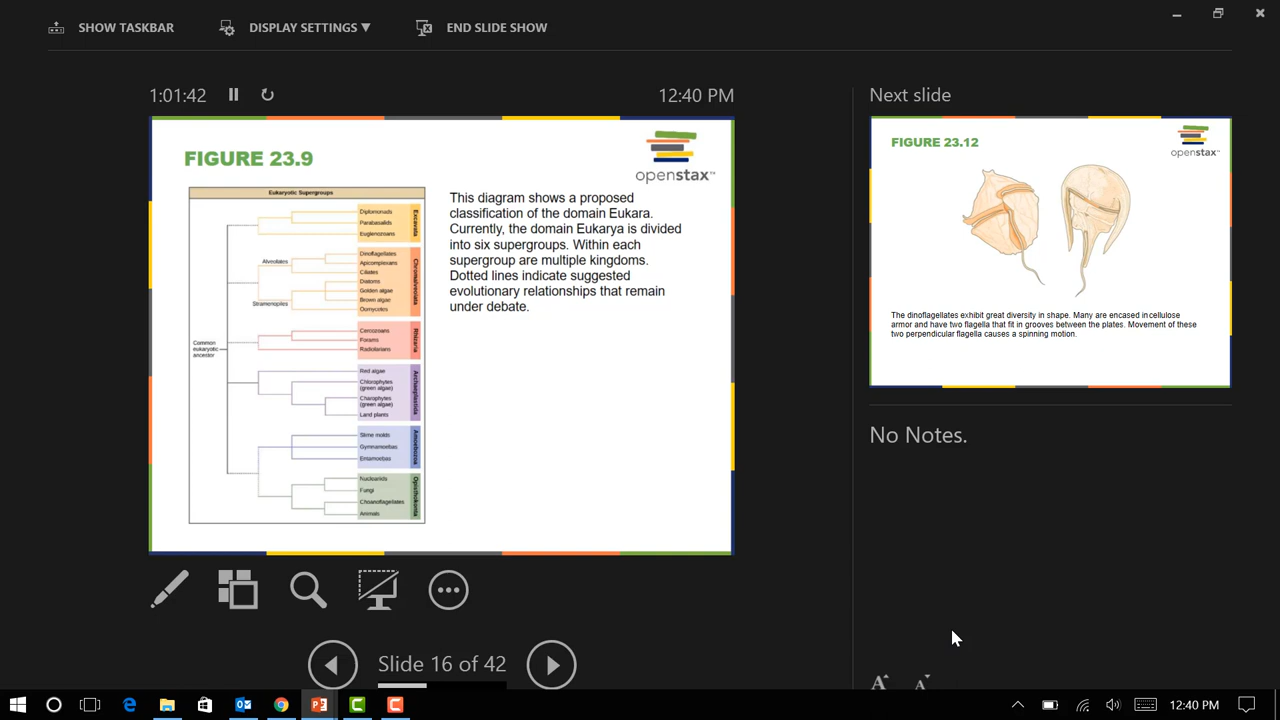 SHOW TASKBAR
DISPLAY SETTINGS ▼
END SLIDE SHOW
1:01:42
12:40 PM
FIGURE 23.9
openstax™
Eukaryotic Supergroups
Diplomonads
Parabasalids
Euglenozoans
Excavata
Alveolates
Dinoflagellates
Apicomplexans
Ciliates
Stramenopiles
Diatoms
Golden algae
Brown algae
Oomycetes
Chromalveolata
Cercozoans
Forams
Radiolarians
Rhizaria
Common
eukaryotic
ancestor
Red algae
Chlorophytes
(green algae)
Charophytes
(green algae)
Land plants
Archaeplastida
Slime molds
Gymnamoebas
Entamoebas
Amoebozoa
Nucleariids
Fungi
Choanoflagellates
Animals
Opisthokonta
This diagram shows a proposed
classification of the domain Eukara.
Currently, the domain Eukarya is divided
into six supergroups. Within each
supergroup are multiple kingdoms.
Dotted lines indicate suggested
evolutionary relationships that remain
under debate.
Slide 16 of 42
Next slide
FIGURE 23.12
openstax™
The dinoflagellates exhibit great diversity in shape. Many are encased in cellulose
armor and have two flagella that fit in grooves between the plates. Movement of these
two perpendicular flagella causes a spinning motion.
No Notes.
A A
12:40 PM